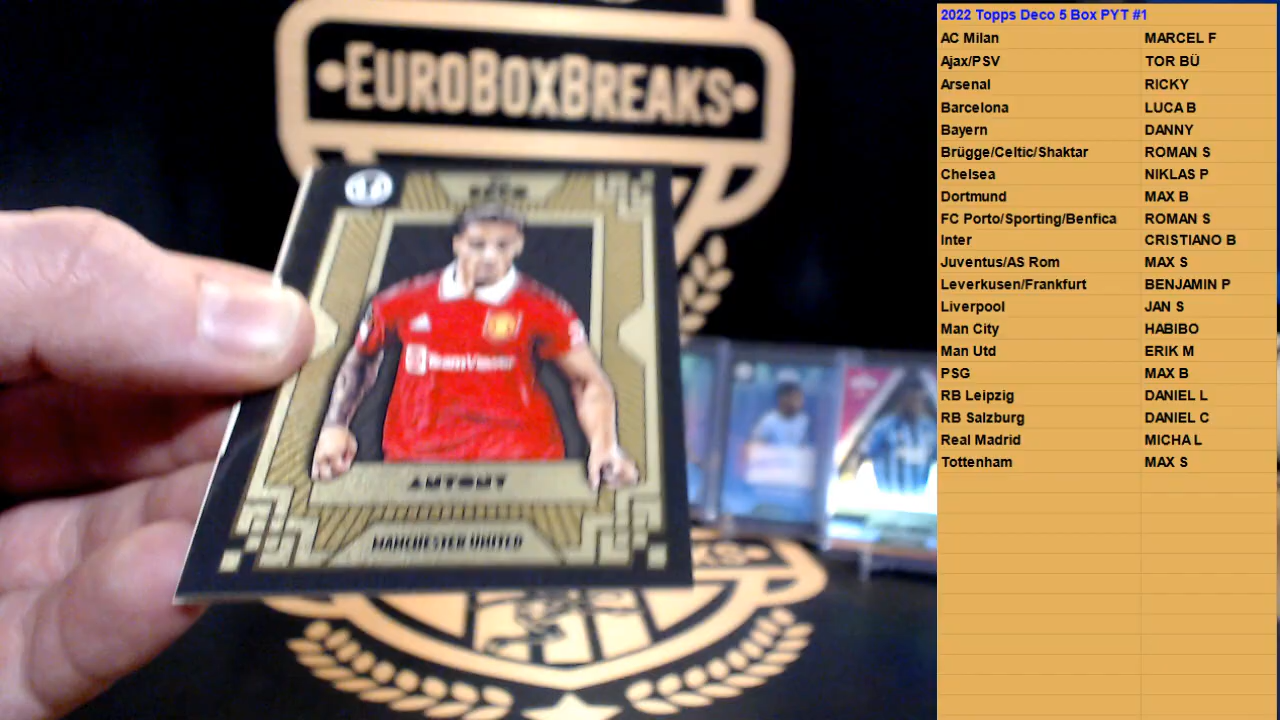 EUROBOXBREAKS
DECO
TeamViewer
ANTONY
MANCHESTER UNITED
2022 Topps Deco 5 Box PYT #1
AC Milan MARCEL F
Ajax/PSV TOR BÜ
Arsenal RICKY
Barcelona LUCA B
Bayern DANNY
Brügge/Celtic/Shaktar ROMAN S
Chelsea NIKLAS P
Dortmund MAX B
FC Porto/Sporting/Benfica ROMAN S
Inter CRISTIANO B
Juventus/AS Rom MAX S
Leverkusen/Frankfurt BENJAMIN P
Liverpool JAN S
Man City HABIBO
Man Utd ERIK M
PSG MAX B
RB Leipzig DANIEL L
RB Salzburg DANIEL C
Real Madrid MICHA L
Tottenham MAX S